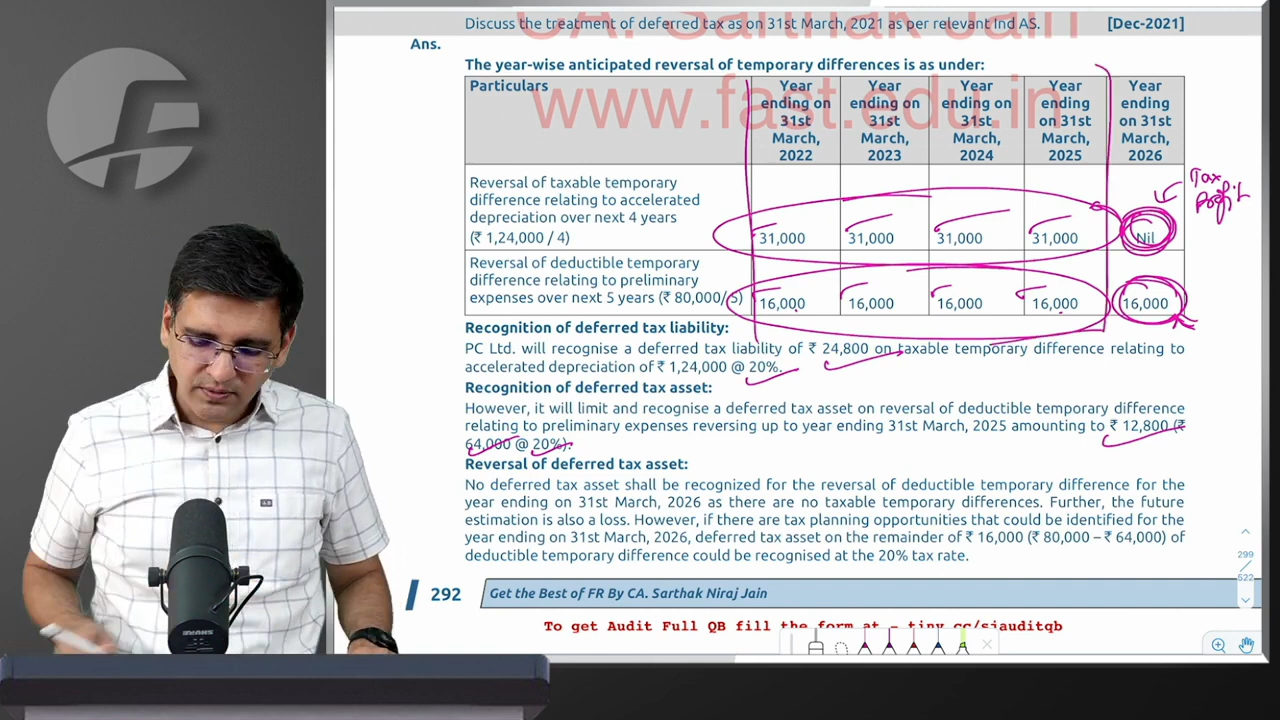 Discuss the treatment of deferred tax as on 31st March, 2021 as per relevant Ind AS. [Dec-2021]
CA. Sarthak Jain
Ans.
The year-wise anticipated reversal of temporary differences is as under:
www.fast.edu.in
Particulars
Year ending on 31st March, 2022
Year ending on 31st March, 2023
Year ending on 31st March, 2024
Year ending on 31st March, 2025
Year ending on 31st March, 2026
Tax
Profit
Reversal of taxable temporary
difference relating to accelerated
depreciation over next 4 years
(₹ 1,24,000 / 4) 31,000 31,000 31,000 31,000 Nil
Reversal of deductible temporary
difference relating to preliminary
expenses over next 5 years (₹ 80,000/5) 16,000 16,000 16,000 16,000 16,000
Recognition of deferred tax liability:
PC Ltd. will recognise a deferred tax liability of ₹ 24,800 on taxable temporary difference relating to
accelerated depreciation of ₹ 1,24,000 @ 20%.
Recognition of deferred tax asset:
However, it will limit and recognise a deferred tax asset on reversal of deductible temporary difference
relating to preliminary expenses reversing up to year ending 31st March, 2025 amounting to ₹ 12,800 (₹
64,000 @ 20%).
Reversal of deferred tax asset:
No deferred tax asset shall be recognized for the reversal of deductible temporary difference for the
year ending on 31st March, 2026 as there are no taxable temporary differences. Further, the future
estimation is also a loss. However, if there are tax planning opportunities that could be identified for the
year ending on 31st March, 2026, deferred tax asset on the remainder of ₹ 16,000 (₹ 80,000 – ₹ 64,000) of
deductible temporary difference could be recognised at the 20% tax rate.
299
/
522
292 Get the Best of FR By CA. Sarthak Niraj Jain
To get Audit Full QB fill the form at – tiny.cc/sjauditqb
SHURE